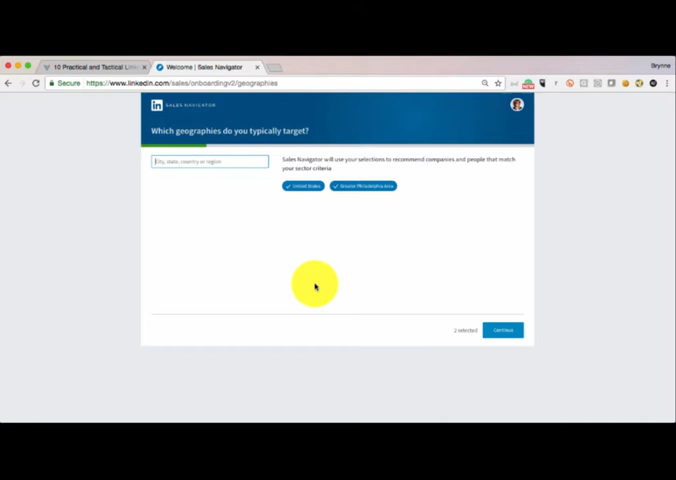 10 Practical and Tactical Link
Welcome | Sales Navigator
Brynne
Secure https://www.linkedin.com/sales/onboardingv2/geographies
in SALES NAVIGATOR
Which geographies do you typically target?
City, state, country or region
Sales Navigator will use your selections to recommend companies and people that match
your sector criteria
United States
Greater Philadelphia Area
2 selected
Continue